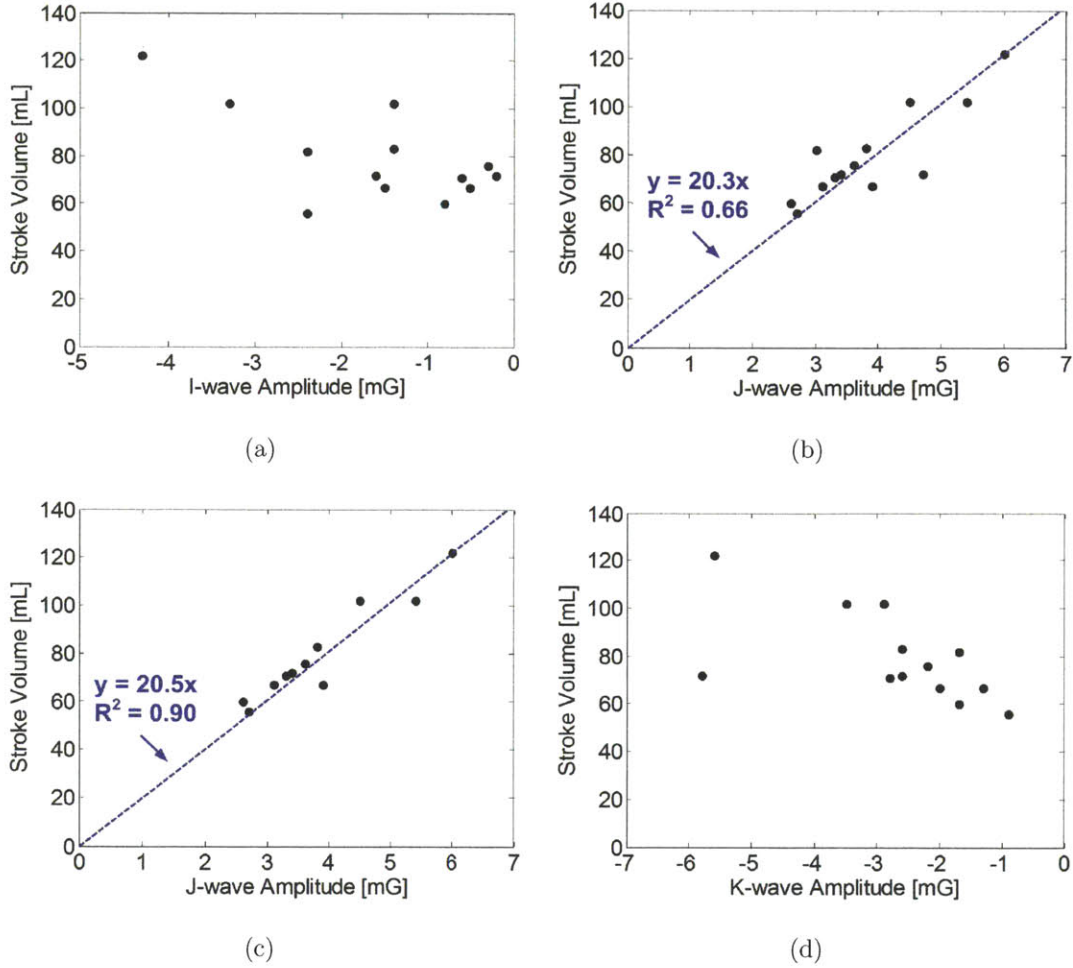 140
120
100
80
60
40
20
0
Stroke Volume [mL]
-5 -4 -3 -2 -1 0
I-wave Amplitude [mG]
(a)
140
120
100
80
60
40
20
0
Stroke Volume [mL]
y = 20.3x
R² = 0.66
0 1 2 3 4 5 6 7
J-wave Amplitude [mG]
(b)
140
120
100
80
60
40
20
0
Stroke Volume [mL]
y = 20.5x
R² = 0.90
0 1 2 3 4 5 6 7
J-wave Amplitude [mG]
(c)
140
120
100
80
60
40
20
0
Stroke Volume [mL]
-7 -6 -5 -4 -3 -2 -1 0
K-wave Amplitude [mG]
(d)